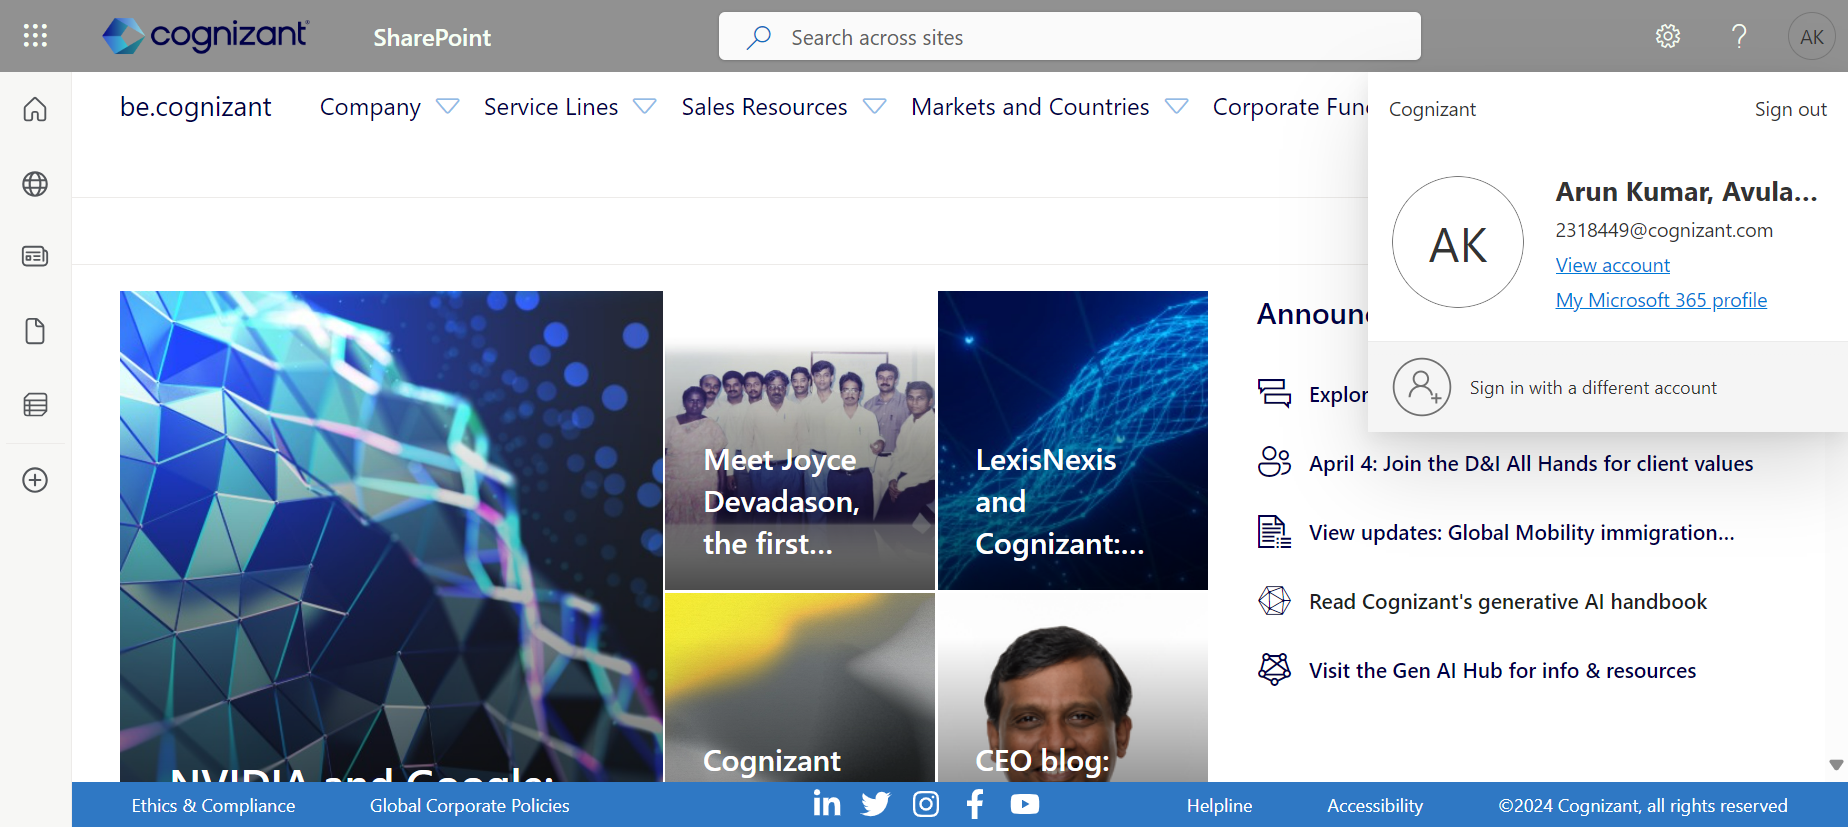 cognizant
SharePoint
Search across sites
AK
be.cognizant
Company
Service Lines
Sales Resources
Markets and Countries
Corporate Fun
Cognizant
Sign out
AK
Arun Kumar, Avula...
2318449@cognizant.com
View account
My Microsoft 365 profile
Sign in with a different account
Meet Joyce
Devadason,
the first...
LexisNexis
and
Cognizant:...
NVIDIA and Google:
Cognizant
CEO blog:
Announ
Explor
April 4: Join the D&I All Hands for client values
View updates: Global Mobility immigration...
Read Cognizant's generative AI handbook
Visit the Gen AI Hub for info & resources
Ethics & Compliance
Global Corporate Policies
Helpline
Accessibility
©2024 Cognizant, all rights reserved